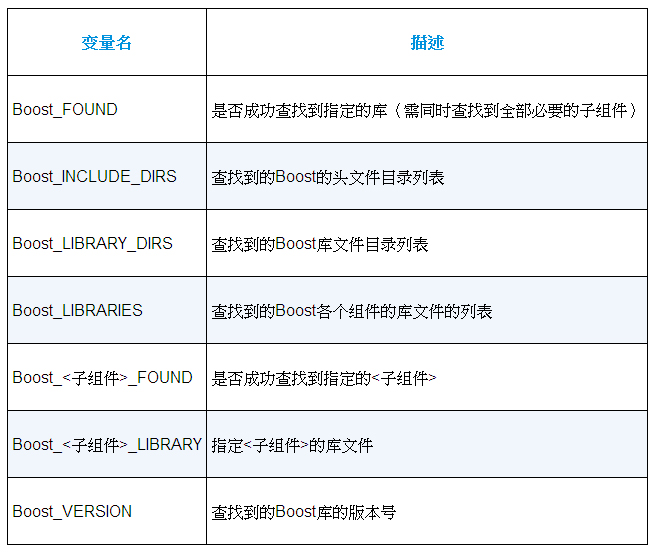 变量名 描述
Boost_FOUND 是否成功查找到指定的库（需同时查找到全部必要的子组件）
Boost_INCLUDE_DIRS 查找到的Boost的头文件目录列表
Boost_LIBRARY_DIRS 查找到的Boost库文件目录列表
Boost_LIBRARIES 查找到的Boost各个组件的库文件的列表
Boost_<子组件>_FOUND 是否成功查找到指定的<子组件>
Boost_<子组件>_LIBRARY 指定<子组件>的库文件
Boost_VERSION 查找到的Boost库的版本号